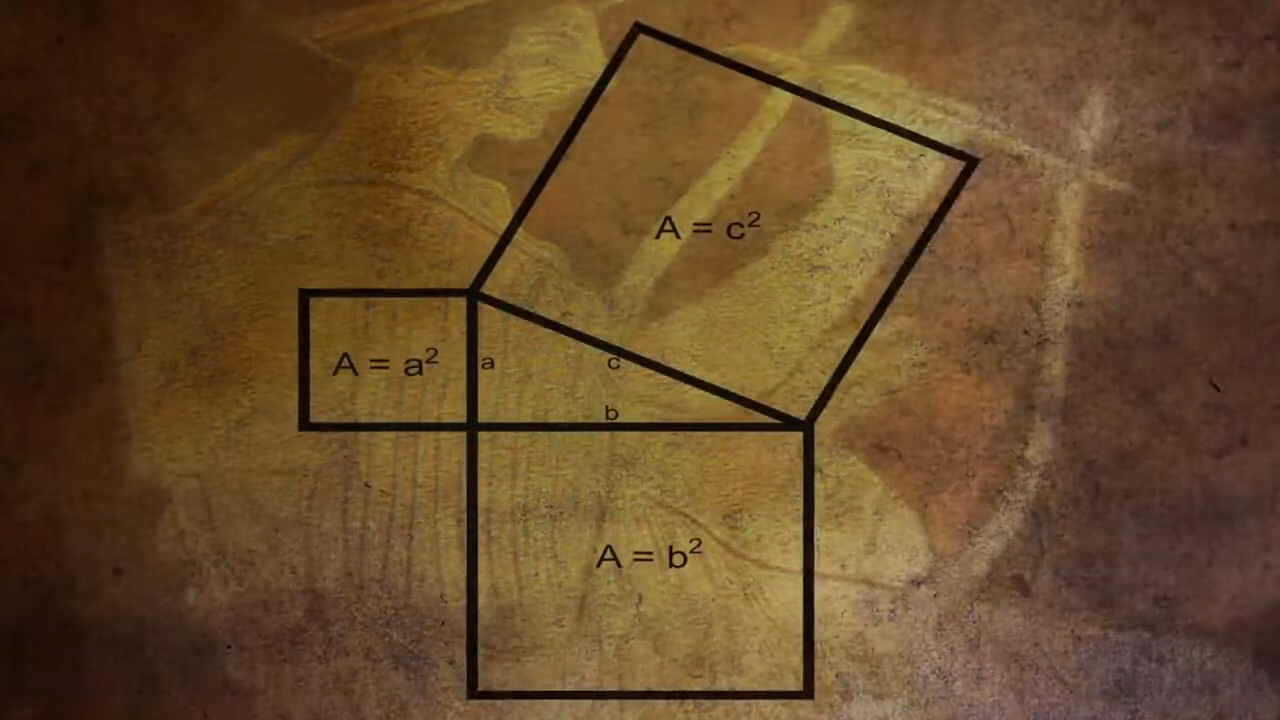 A = c²
A = a²
a
c
b
A = b²